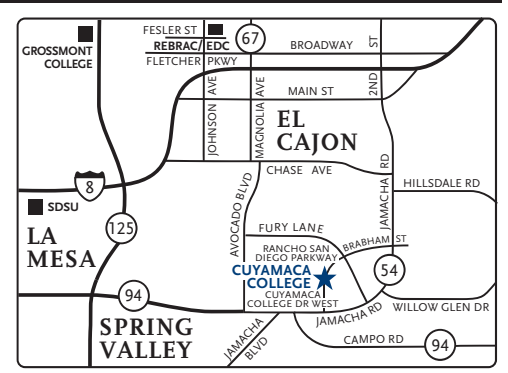 GROSSMONT
COLLEGE
FESLER ST
REBRAC/EDC
FLETCHER PKWY
67
BROADWAY
2ND ST
JOHNSON AVE
MAGNOLIA AVE
MAIN ST
EL
CAJON
CHASE AVE
8
SDSU
LA
MESA
125
AVOCADO BLVD
JAMACHA RD
HILLSDALE RD
FURY LANE
RANCHO SAN
DIEGO PARKWAY
BRABHAM ST
CUYAMACA
COLLEGE
CUYAMACA
COLLEGE DR WEST
54
94
SPRING
VALLEY
JAMACHA
BLVD
JAMACHA RD
WILLOW GLEN DR
CAMPO RD
94